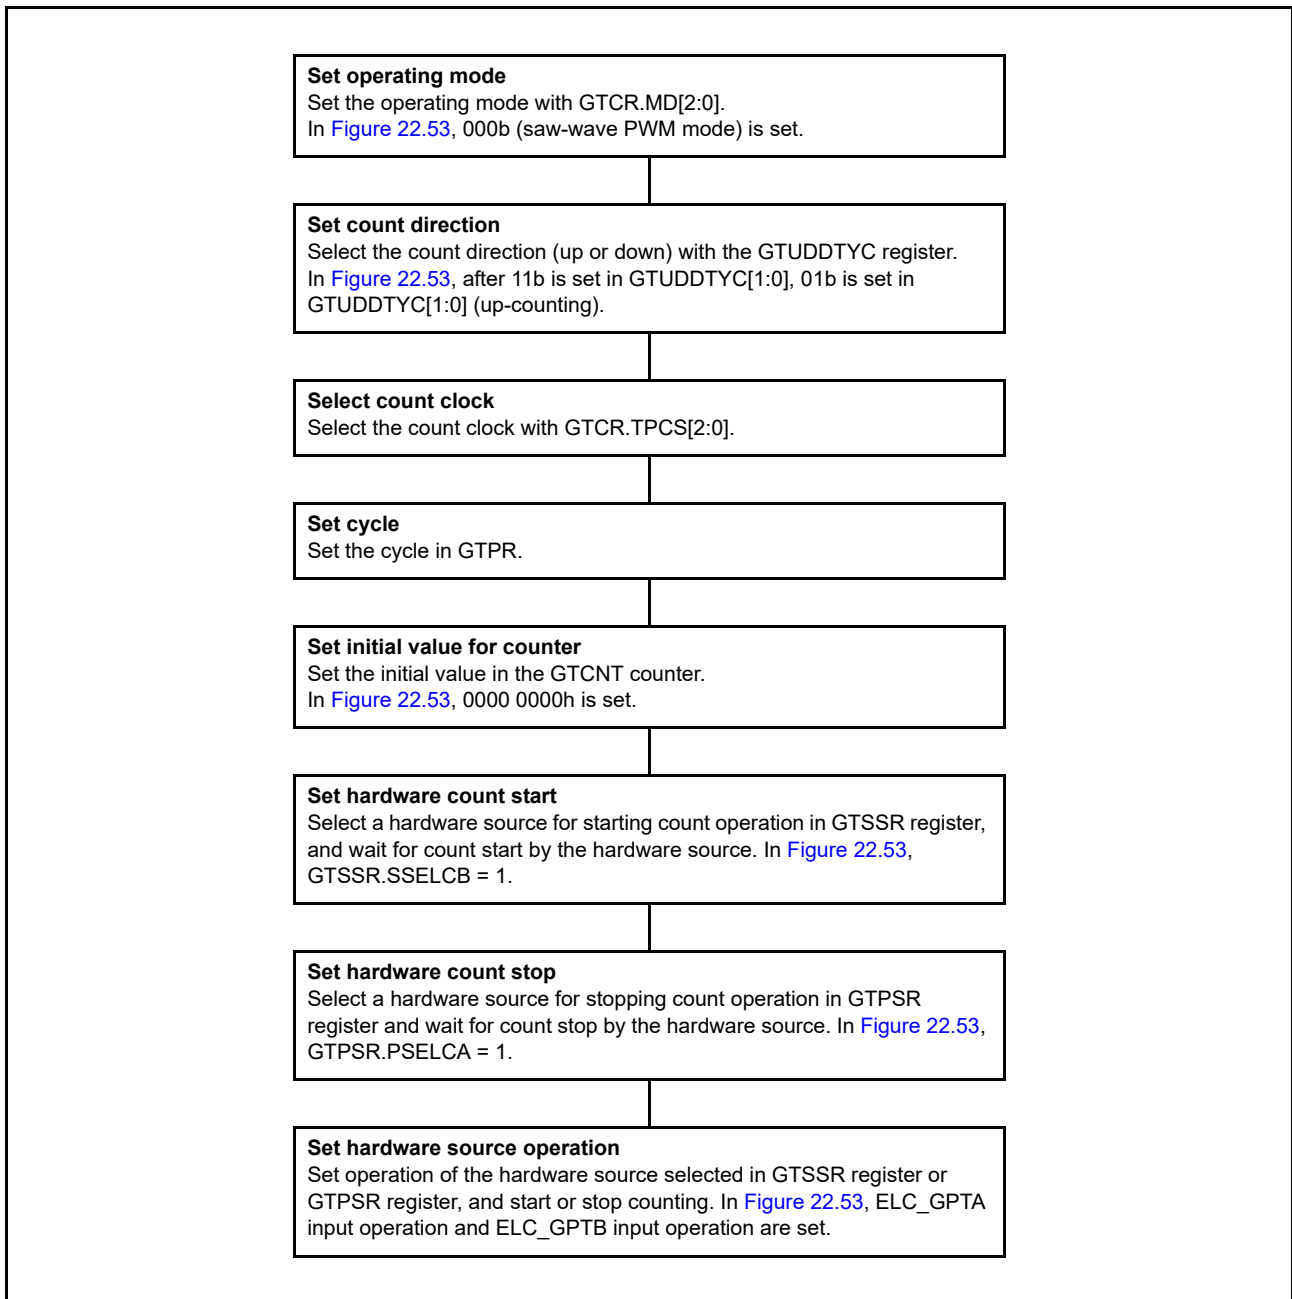 Set operating mode
Set the operating mode with GTCR.MD[2:0].
In Figure 22.53, 000b (saw-wave PWM mode) is set.
Set count direction
Select the count direction (up or down) with the GTUDDTYC register.
In Figure 22.53, after 11b is set in GTUDDTYC[1:0], 01b is set in
GTUDDTYC[1:0] (up-counting).
Select count clock
Select the count clock with GTCR.TPCS[2:0].
Set cycle
Set the cycle in GTPR.
Set initial value for counter
Set the initial value in the GTCNT counter.
In Figure 22.53, 0000 0000h is set.
Set hardware count start
Select a hardware source for starting count operation in GTSSR register,
and wait for count start by the hardware source. In Figure 22.53,
GTSSR.SSELCB = 1.
Set hardware count stop
Select a hardware source for stopping count operation in GTPSR
register and wait for count stop by the hardware source. In Figure 22.53,
GTPSR.PSELCA = 1.
Set hardware source operation
Set operation of the hardware source selected in GTSSR register or
GTPSR register, and start or stop counting. In Figure 22.53, ELC_GPTA
input operation and ELC_GPTB input operation are set.